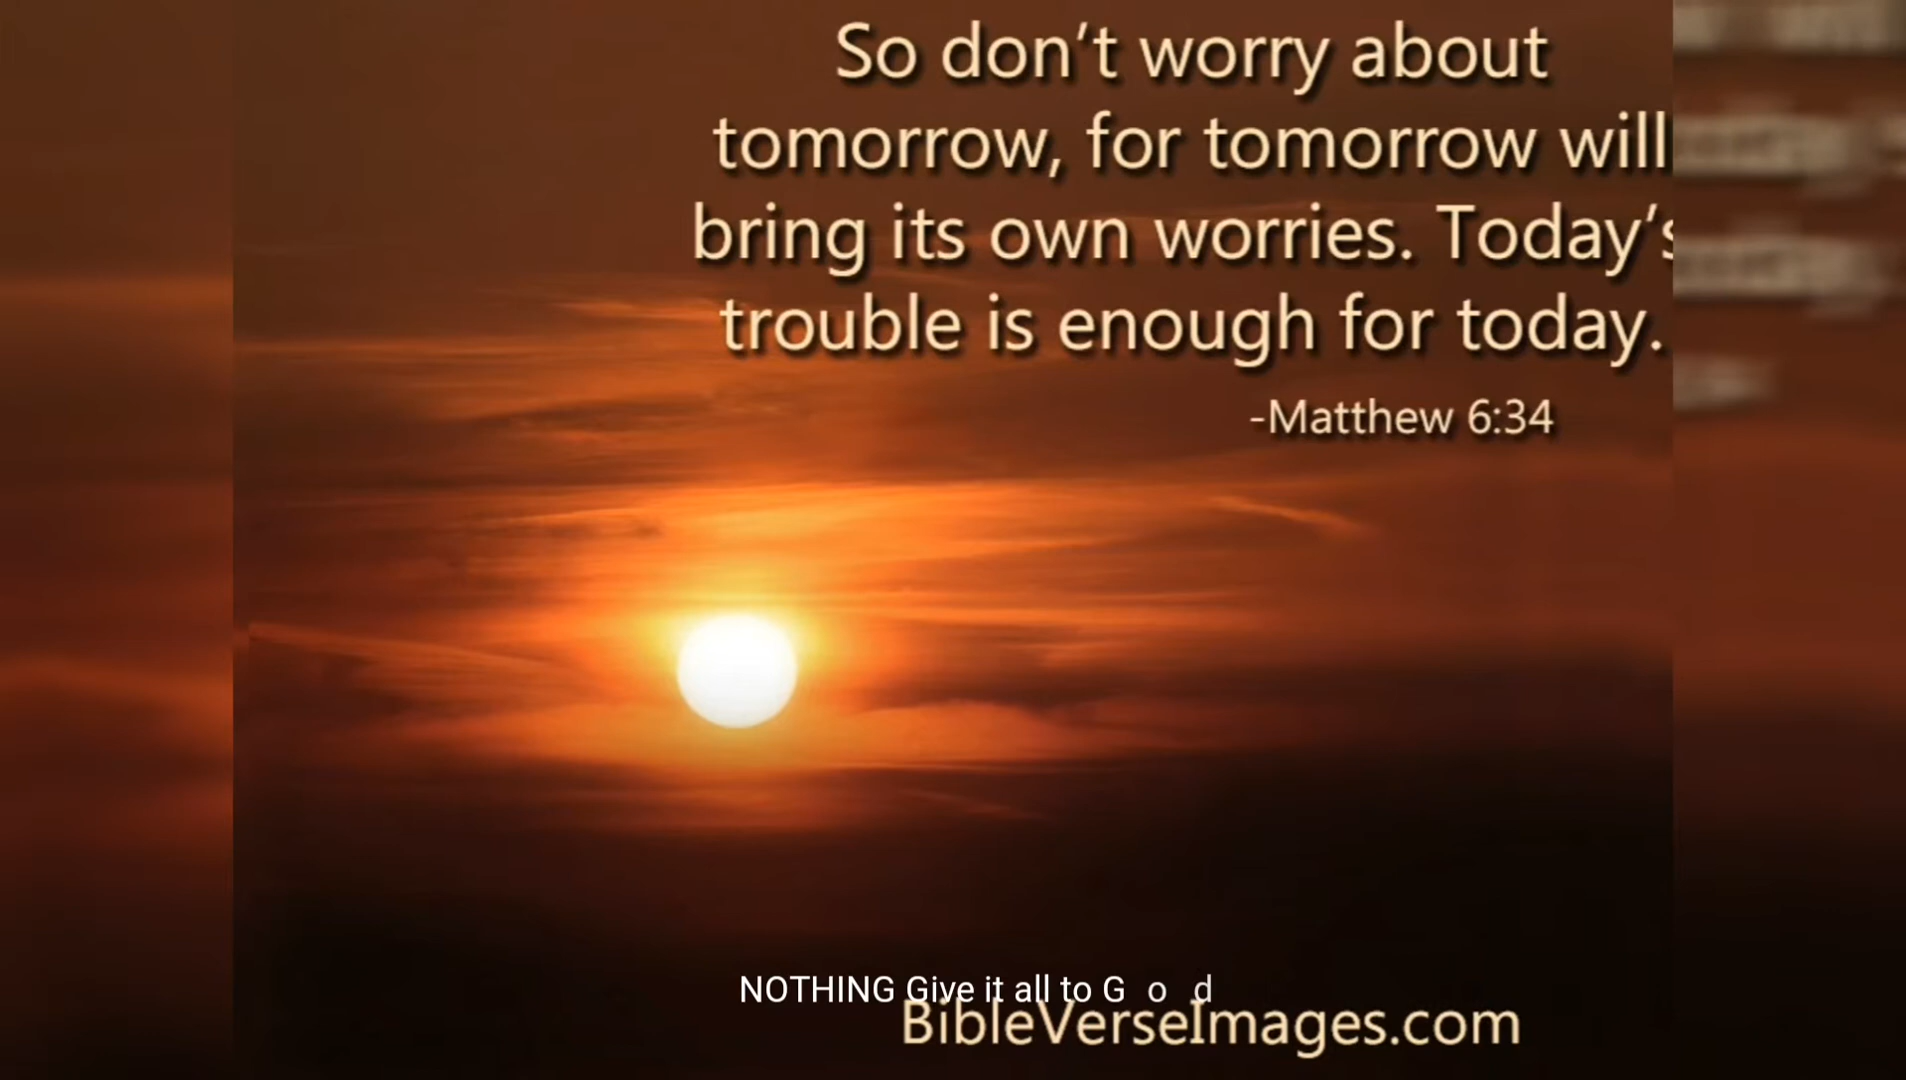 So don't worry about
tomorrow, for tomorrow will
bring its own worries. Today's
trouble is enough for today.
-Matthew 6:34
NOTHING Give it all to G o d
BibleVerseImages.com